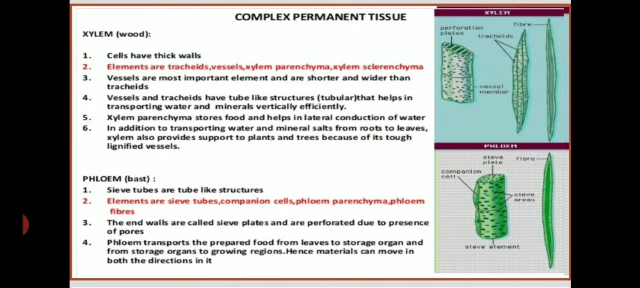 COMPLEX PERMANENT TISSUE
XYLEM (wood):
1. Cells have thick walls
2. Elements are tracheids,vessels,xylem parenchyma,xylem sclerenchyma
3. Vessels are most important element and are shorter and wider than
tracheids
4. Vessels and tracheids have tube like structures (tubular)that helps in
transporting water and minerals vertically efficiently.
5. Xylem parenchyma stores food and helps in lateral conduction of water
6. In addition to transporting water and mineral salts from roots to leaves,
xylem also provides support to plants and trees because of its tough
lignified vessels.
PHLOEM (bast) :
1. Sieve tubes are tube like structures
2. Elements are sieve tubes,companion cells,phloem parenchyma,phloem
fibres
3. The end walls are called sieve plates and are perforated due to presence
of pores
4. Phloem transports the prepared food from leaves to storage organ and
from storage organs to growing regions.Hence materials can move in
both the directions in it
XYLEM
perforation
plates
fibre
tracheids
vessel
member
PHLOEM
sieve
plate
fibre
companion
cell
sieve
areas
sieve element